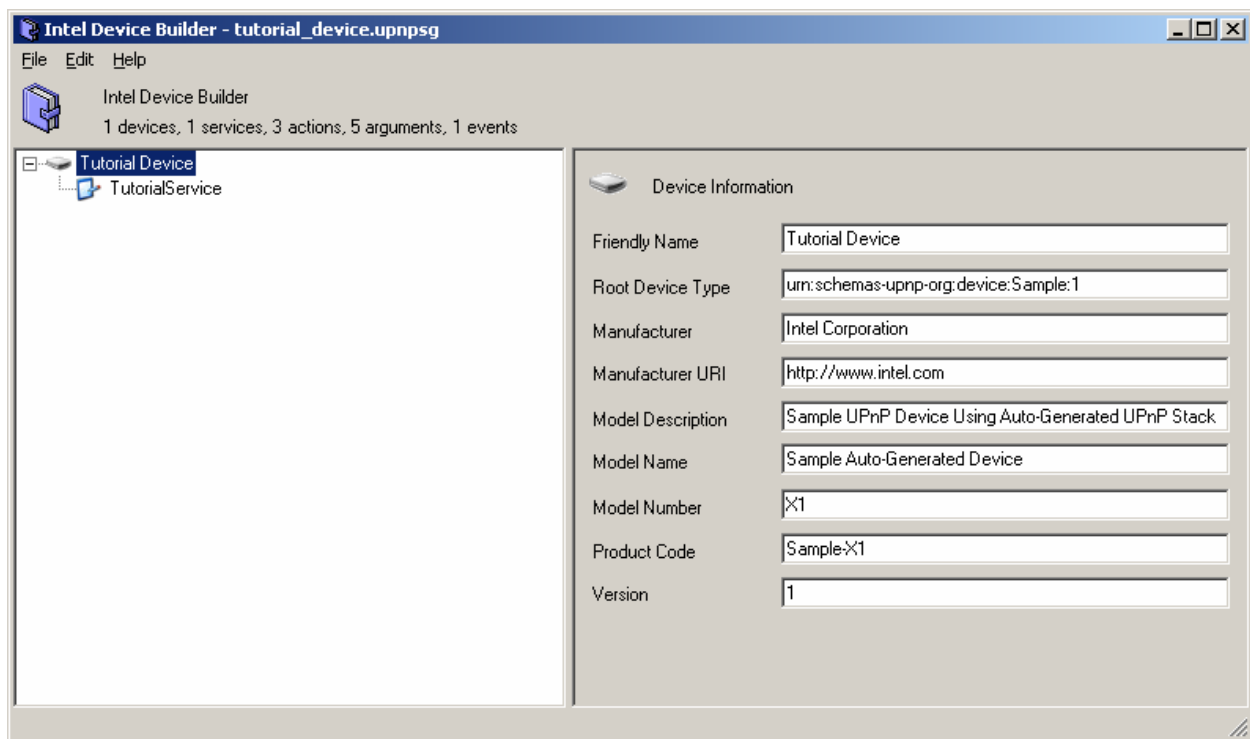 Intel Device Builder - tutorial_device.upnpsg
File Edit Help
Intel Device Builder
1 devices, 1 services, 3 actions, 5 arguments, 1 events
Tutorial Device
TutorialService
Device Information
Friendly Name Tutorial Device
Root Device Type urn:schemas-upnp-org:device:Sample:1
Manufacturer Intel Corporation
Manufacturer URI http://www.intel.com
Model Description Sample UPnP Device Using Auto-Generated UPnP Stack
Model Name Sample Auto-Generated Device
Model Number X1
Product Code Sample-X1
Version 1